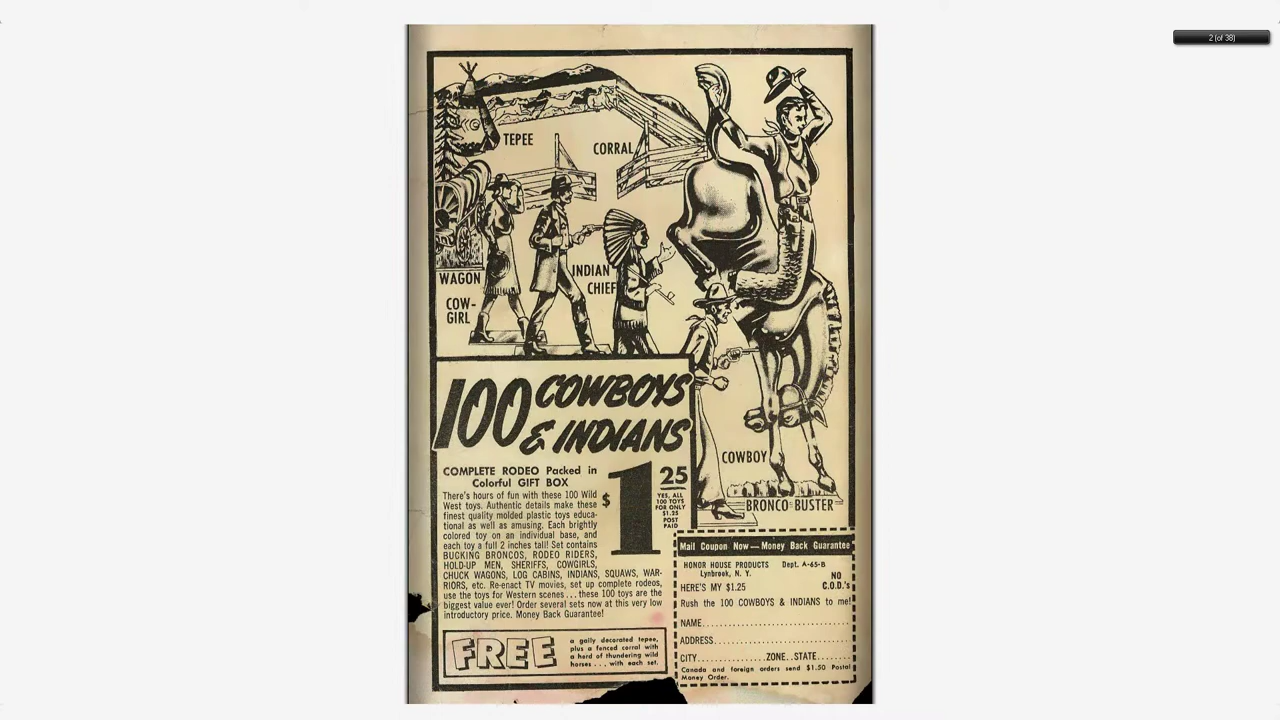 2 (of 38)
TEPEE
CORRAL
WAGON
COW-
GIRL
INDIAN
CHIEF
COWBOY
BRONCO BUSTER
100 COWBOYS
& INDIANS
COMPLETE RODEO Packed in
Colorful GIFT BOX
There's hours of fun with these 100 Wild
West toys. Authentic details make these
finest quality molded plastic toys educa-
tional as well as amusing. Each brightly
colored toy on an individual base, and
each toy a full 2 inches tall! Set contains
BUCKING BRONCOS, RODEO RIDERS,
HOLD-UP MEN, SHERIFFS, COWGIRLS,
CHUCK WAGONS, LOG CABINS, INDIANS, SQUAWS, WAR-
RIORS, etc. Re-enact TV movies, set up complete rodeos,
use the toys for Western scenes . . . these 100 toys are the
biggest value ever! Order several sets now at this very low
introductory price. Money Back Guarantee!
$1 25
YES, ALL
100 TOYS
FOR ONLY
$1.25
POST
PAID
FREE
a gaily decorated tepee,
plus a fenced corral with
a herd of thundering wild
horses . . . with each set.
Mail Coupon Now — Money Back Guarantee
HONOR HOUSE PRODUCTS Dept. A-65-B
Lynbrook, N. Y.
HERE'S MY $1.25
NO
C.O.D.'s
Rush the 100 COWBOYS & INDIANS to me!
NAME
ADDRESS
CITY ZONE STATE
Canada and foreign orders send $1.50 Postal
Money Order.